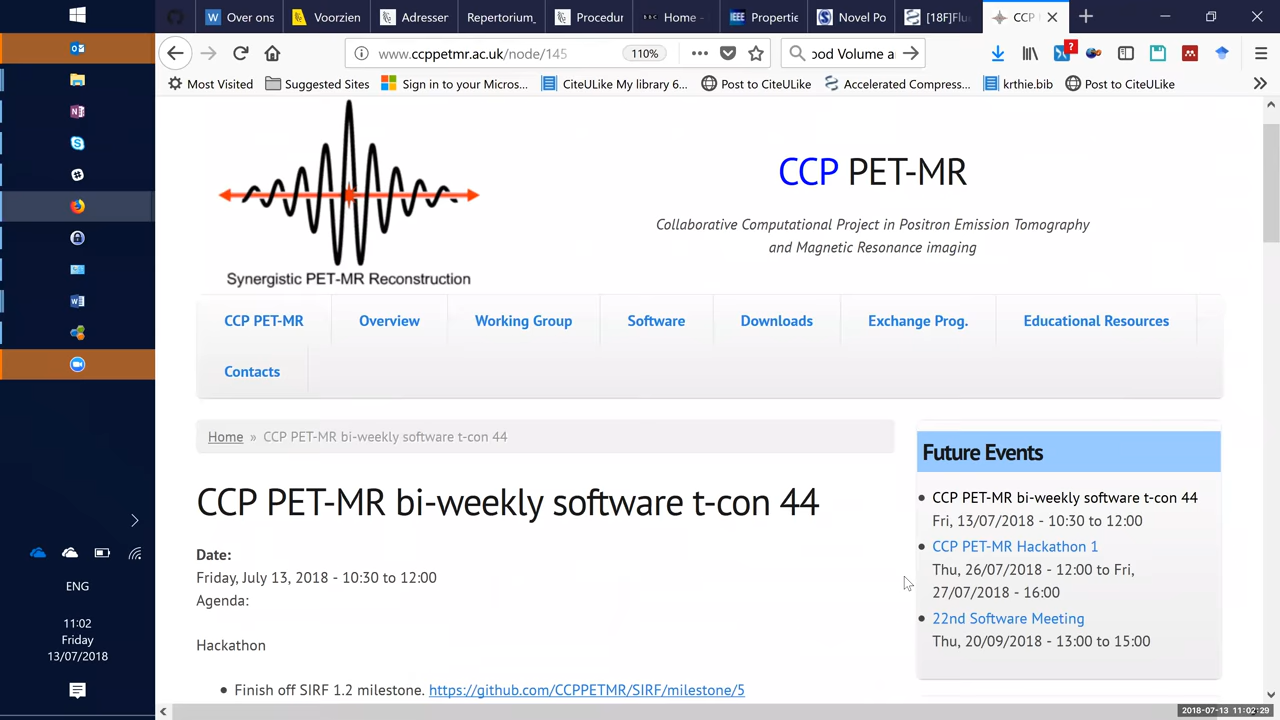 Over ons
Voorzien
Adresser
Repertorium
Procedur
Home -
Propertie
Novel Po
[18F]Flu
CCP
www.ccppetmr.ac.uk/node/145
110%
ood Volume a
Most Visited
Suggested Sites
Sign in to your Micros...
CiteULike My library 6...
Post to CiteULike
Accelerated Compress...
krthie.bib
Post to CiteULike
Synergistic PET-MR Reconstruction
CCP PET-MR
Collaborative Computational Project in Positron Emission Tomography
and Magnetic Resonance imaging
CCP PET-MR
Overview
Working Group
Software
Downloads
Exchange Prog.
Educational Resources
Contacts
Home » CCP PET-MR bi-weekly software t-con 44
CCP PET-MR bi-weekly software t-con 44
Date:
Friday, July 13, 2018 - 10:30 to 12:00
Agenda:
Hackathon
Finish off SIRF 1.2 milestone. https://github.com/CCPPETMR/SIRF/milestone/5
Future Events
CCP PET-MR bi-weekly software t-con 44
Fri, 13/07/2018 - 10:30 to 12:00
CCP PET-MR Hackathon 1
Thu, 26/07/2018 - 12:00 to Fri,
27/07/2018 - 16:00
22nd Software Meeting
Thu, 20/09/2018 - 13:00 to 15:00
ENG
11:02
Friday
13/07/2018
2018-07-13 11:02:29